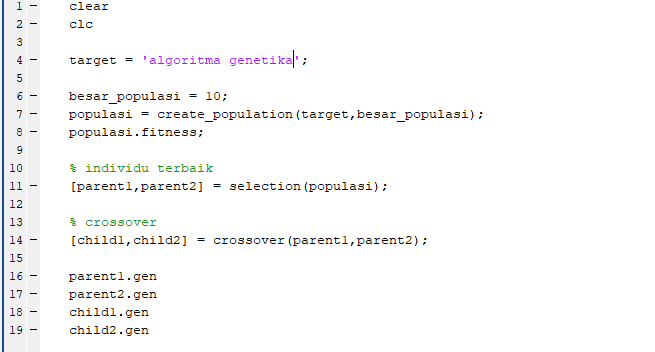 1 - clear
2 - clc
3
4 - target = 'algoritma genetika';
5
6 - besar_populasi = 10;
7 - populasi = create_population(target,besar_populasi);
8 - populasi.fitness;
9
10 % individu terbaik
11 - [parent1,parent2] = selection(populasi);
12
13 % crossover
14 - [child1,child2] = crossover(parent1,parent2);
15
16 - parent1.gen
17 - parent2.gen
18 - child1.gen
19 - child2.gen